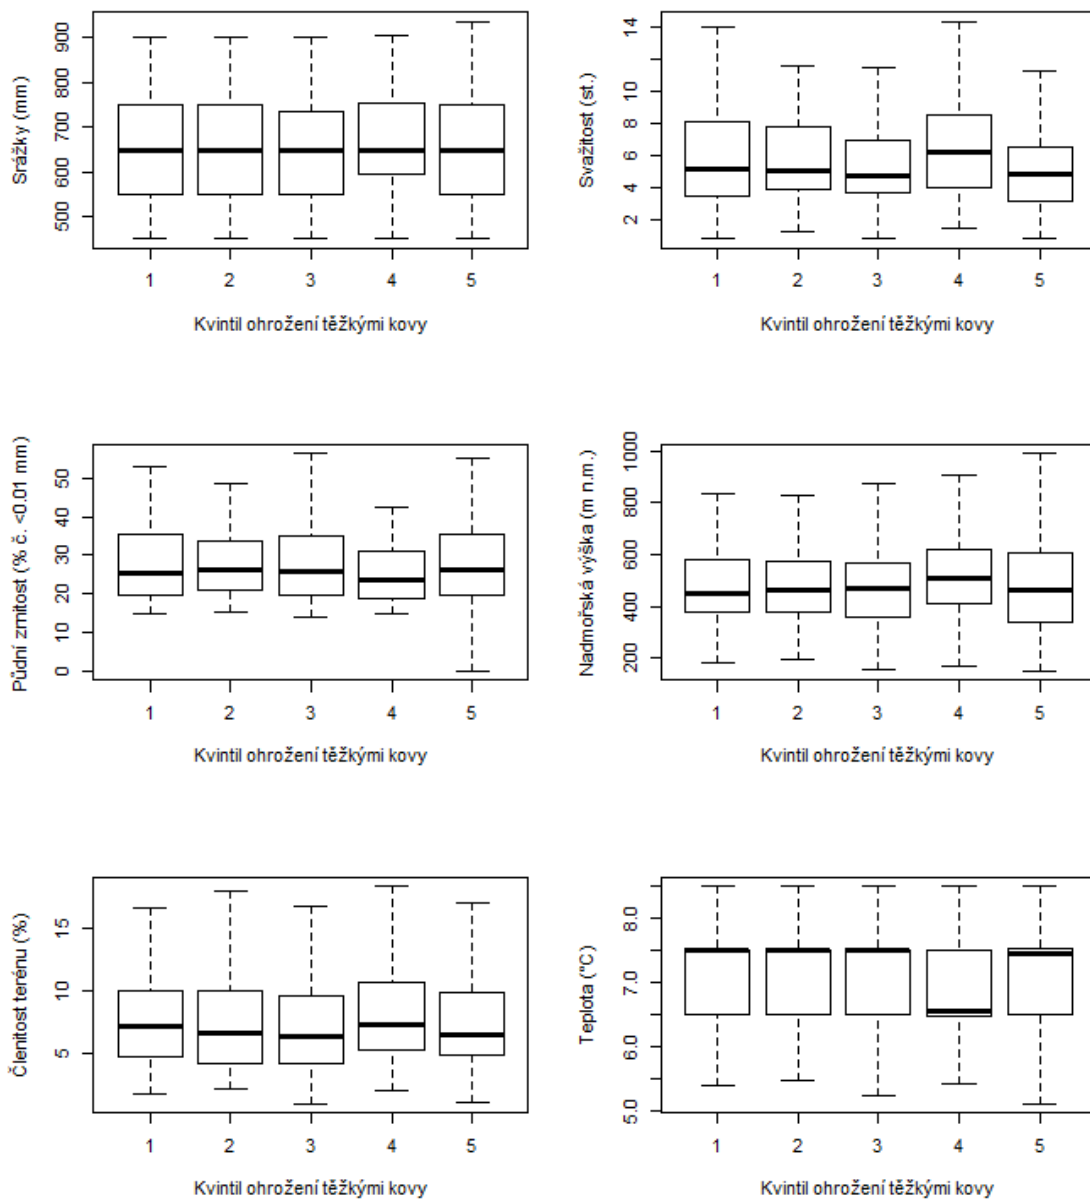 Srážky (mm)
500 600 700 800 900
1 2 3 4 5
Kvintil ohrožení těžkými kovy
Svažitost (st.)
2 4 6 8 10 14
1 2 3 4 5
Kvintil ohrožení těžkými kovy
Půdní zrnitost (% č. <0.01 mm)
0 10 20 30 40 50
1 2 3 4 5
Kvintil ohrožení těžkými kovy
Nadmořská výška (m n.m.)
200 400 600 800 1000
1 2 3 4 5
Kvintil ohrožení těžkými kovy
Členitost terénu (%)
5 10 15
1 2 3 4 5
Kvintil ohrožení těžkými kovy
Teplota (°C)
5.0 6.0 7.0 8.0
1 2 3 4 5
Kvintil ohrožení těžkými kovy